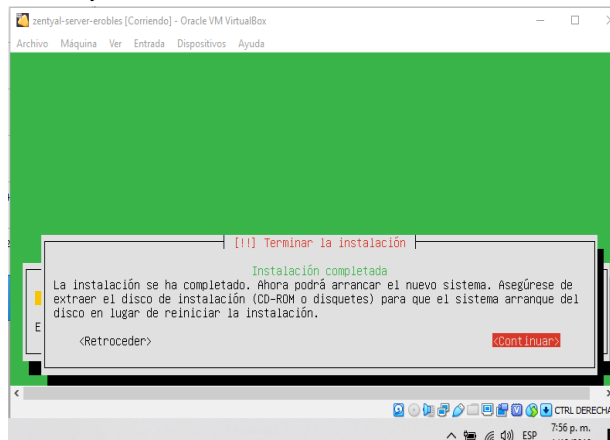 zentyal-server-erobles [Corriendo] - Oracle VM VirtualBox
Archivo Máquina Ver Entrada Dispositivos Ayuda
[!!] Terminar la instalación
Instalación completada
La instalación se ha completado. Ahora podrá arrancar el nuevo sistema. Asegúrese de
extraer el disco de instalación (CD-ROM o disquetes) para que el sistema arranque del
disco en lugar de reiniciar la instalación.
E
<Retroceder> <Continuar>
CTRL DERECHA
ESP 7:56 p. m.